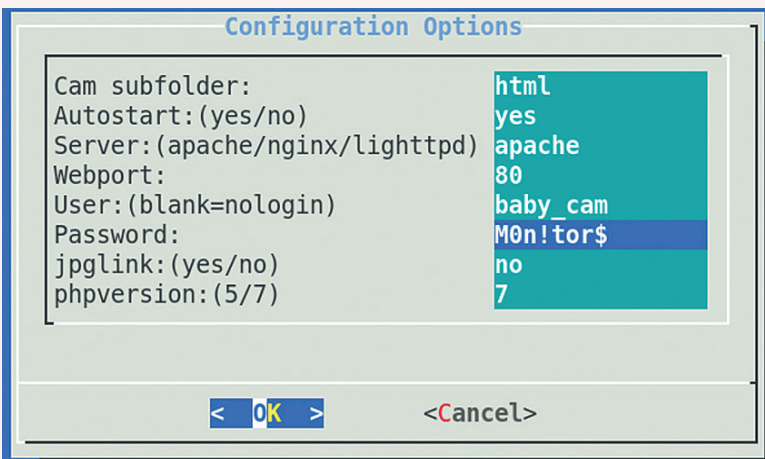 Configuration Options
Cam subfolder: html
Autostart:(yes/no) yes
Server:(apache/nginx/lighttpd) apache
Webport: 80
User:(blank=nologin) baby_cam
Password: M0n!tor$
jpglink:(yes/no) no
phpversion:(5/7) 7
< OK > <Cancel>